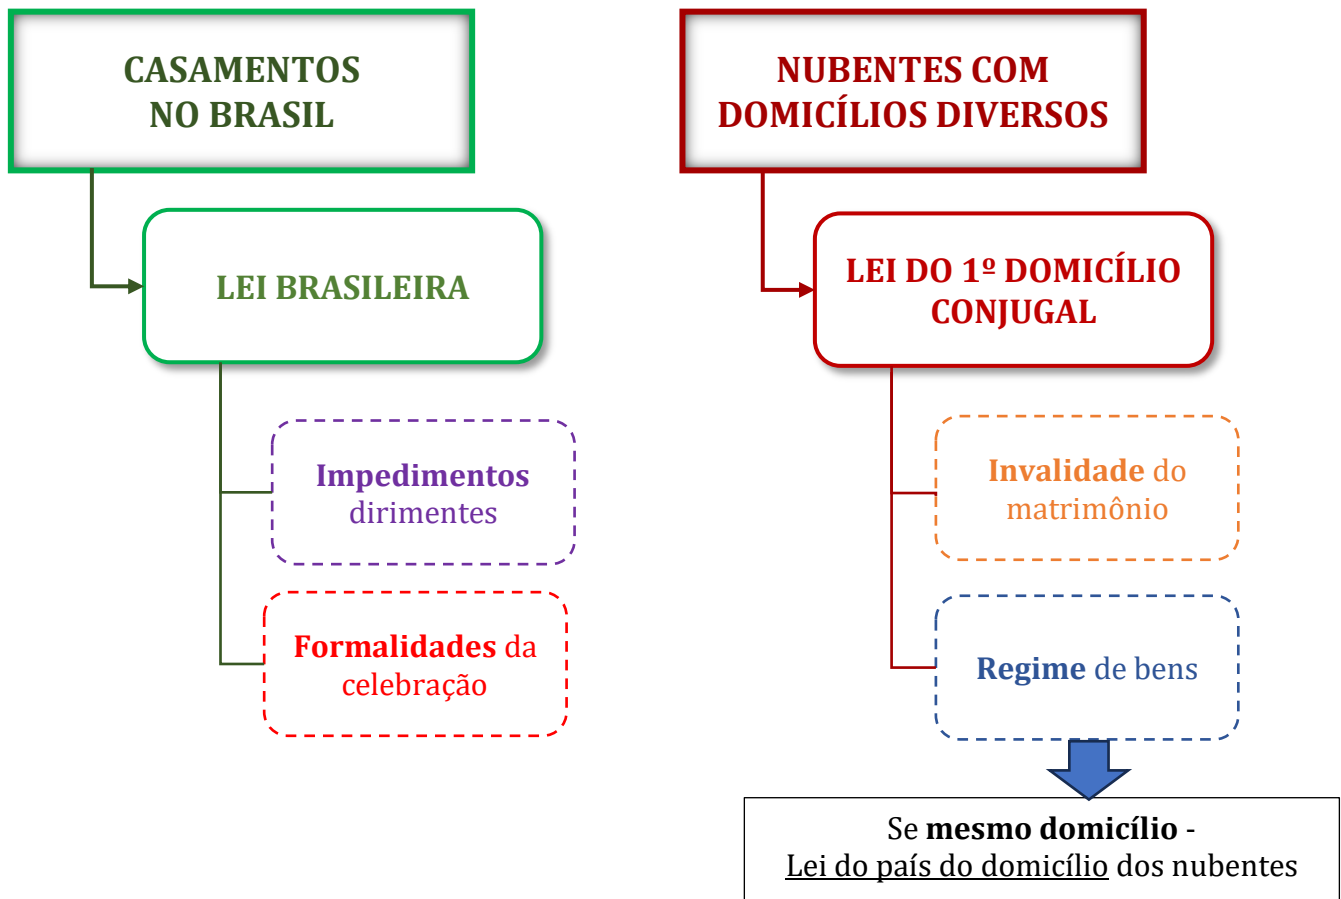 CASAMENTOS
NO BRASIL
LEI BRASILEIRA
Impedimentos
dirimentes
Formalidades da
celebração
NUBENTES COM
DOMICÍLIOS DIVERSOS
LEI DO 1º DOMICÍLIO
CONJUGAL
Invalidade do
matrimônio
Regime de bens
Se mesmo domicílio -
Lei do país do domicílio dos nubentes